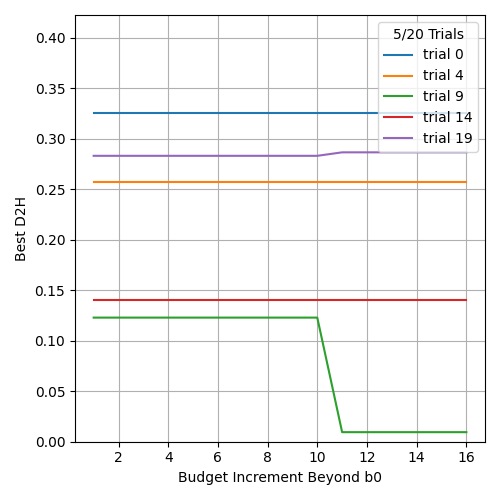 5/20 Trials
trial 0
trial 4
trial 9
trial 14
trial 19
Best D2H
0.40
0.35
0.30
0.25
0.20
0.15
0.10
0.05
0.00
2 4 6 8 10 12 14 16
Budget Increment Beyond b0